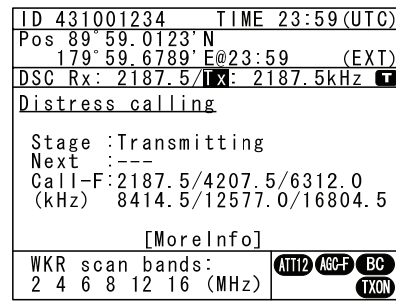 ID 431001234 TIME 23:59(UTC)
Pos 89°59.0123'N
179°59.6789'E@23:59 (EXT)
DSC Rx: 2187.5/Tx: 2187.5kHz T
Distress calling
Stage :Transmitting
Next :---
Call-F:2187.5/4207.5/6312.0
(kHz) 8414.5/12577.0/16804.5
[MoreInfo]
WKR scan bands:
2 4 6 8 12 16 (MHz)
ATT12 AGC-F BC
TXON